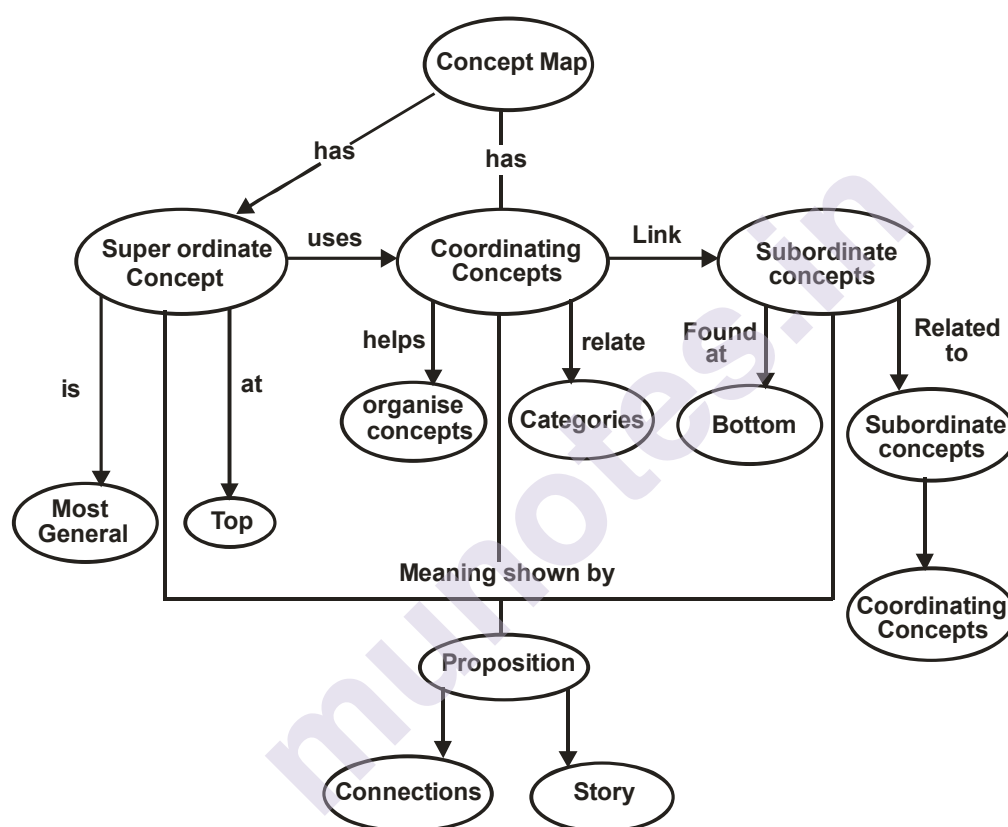 Concept Map
has
has
Super ordinate
Concept
uses
Coordinating
Concepts
Link
Subordinate
concepts
is
at
helps
relate
Found
at
Related
to
organise
concepts
Categories
Bottom
Subordinate
concepts
Most
General
Top
Meaning shown by
Coordinating
Concepts
Proposition
Connections
Story
munotes.in